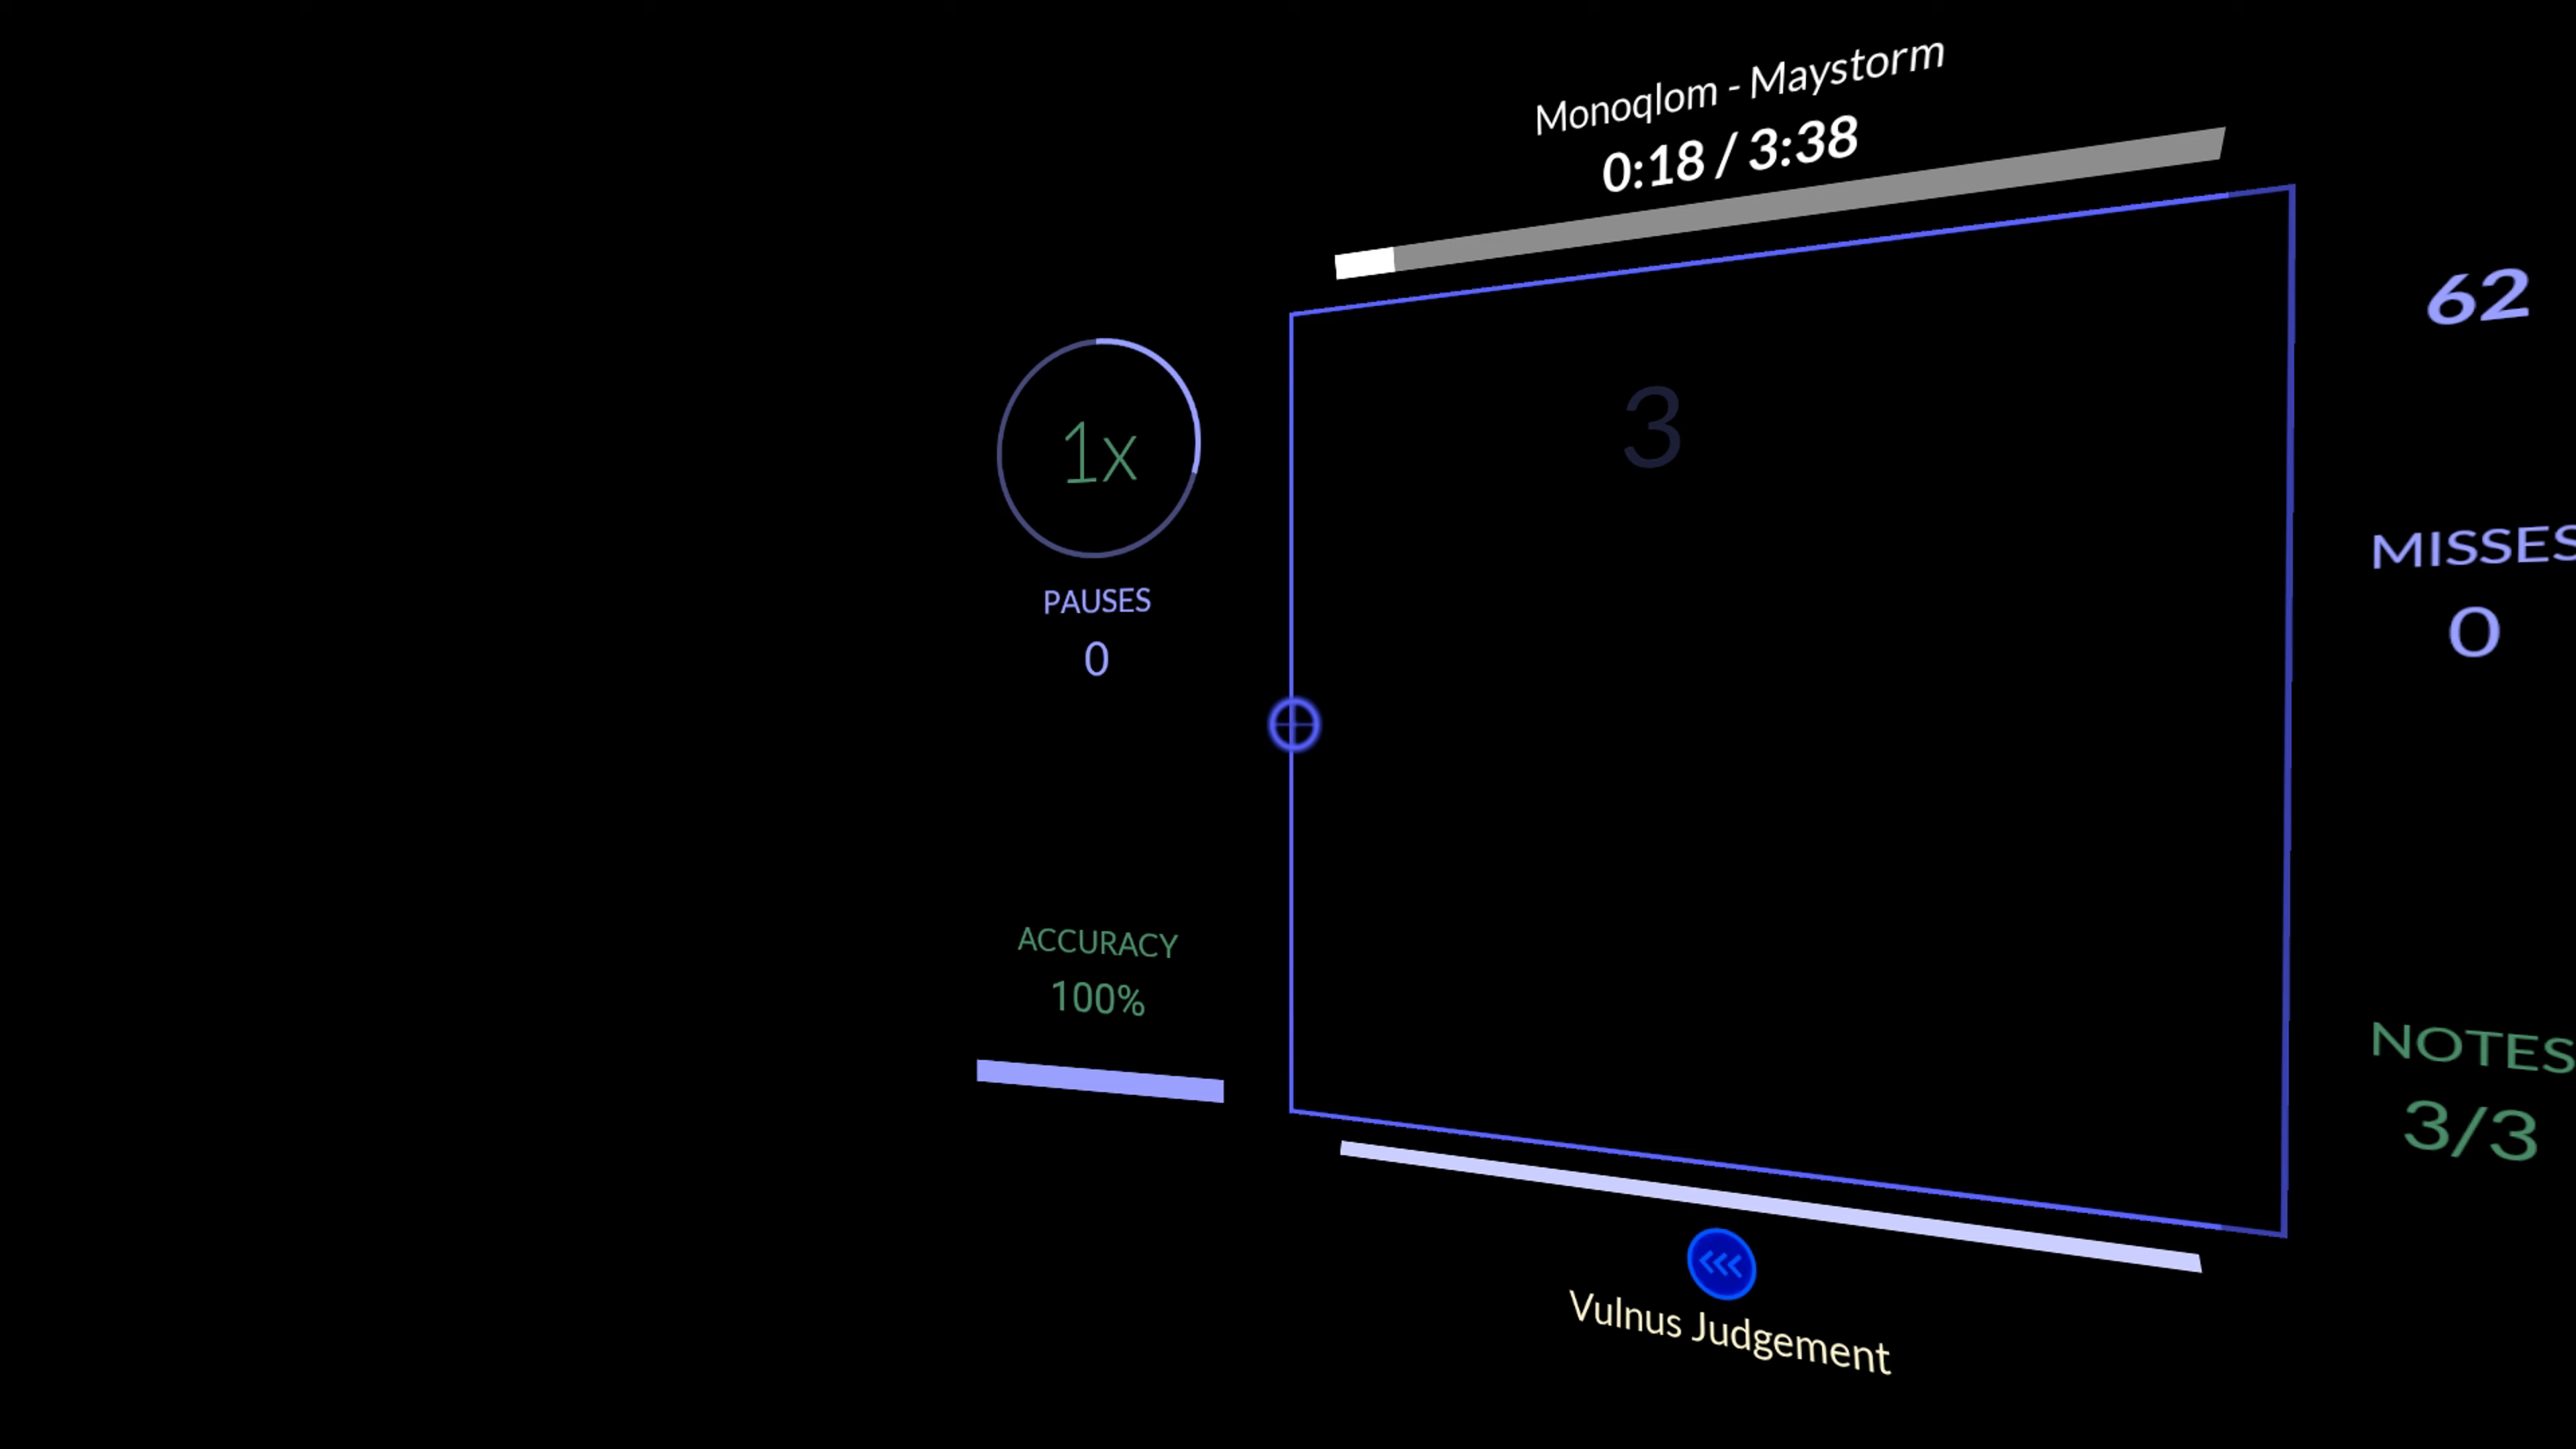 Monoqlom - Maystorm
0:18 / 3:38
62
3
1x
PAUSES
0
MISSES
0
ACCURACY
100%
NOTES
3/3
Vulnus Judgement